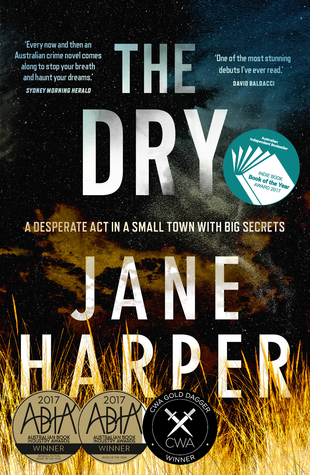 'Every now and then an
Australian crime novel comes
along to stop your breath
and haunt your dreams.'
SYDNEY MORNING HERALD
THE
DRY
'One of the most stunning
debuts I've ever read.'
DAVID BALDACCI
Australian
Independent Bookseller
INDIE BOOK
Book of the Year
AWARD 2017
A DESPERATE ACT IN A SMALL TOWN WITH BIG SECRETS
JANE
HARPER
2017
ABIA
AUSTRALIAN BOOK
INDUSTRY AWARDS
WINNER
2017
ABIA
AUSTRALIAN BOOK
INDUSTRY AWARDS
WINNER
CWA GOLD DAGGER
CWA
WINNER